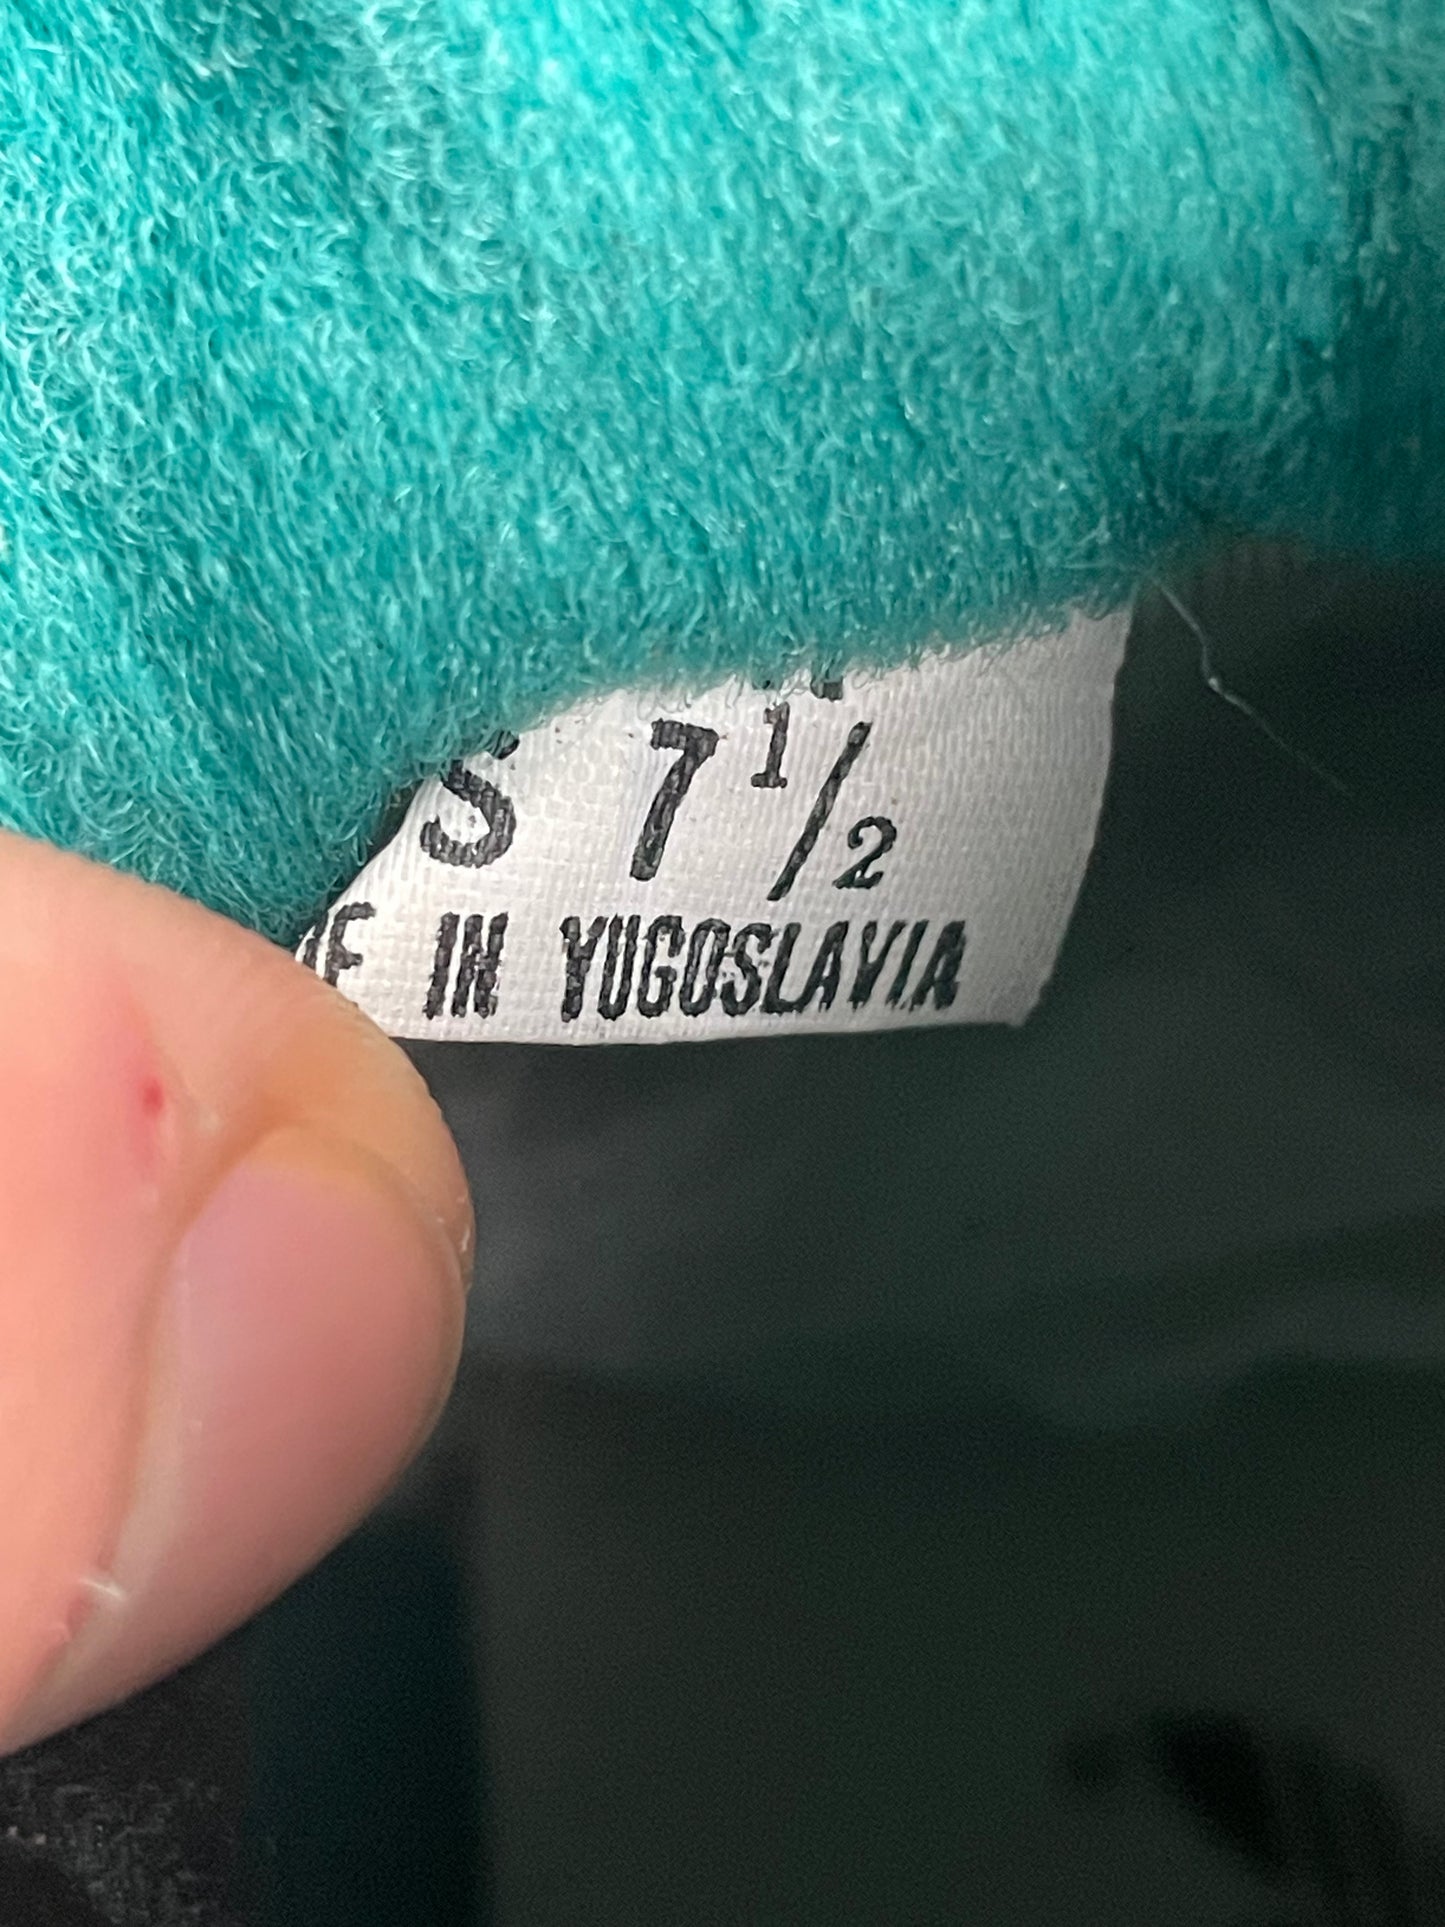 S 7 1/2
IN YUGOSLAVIA